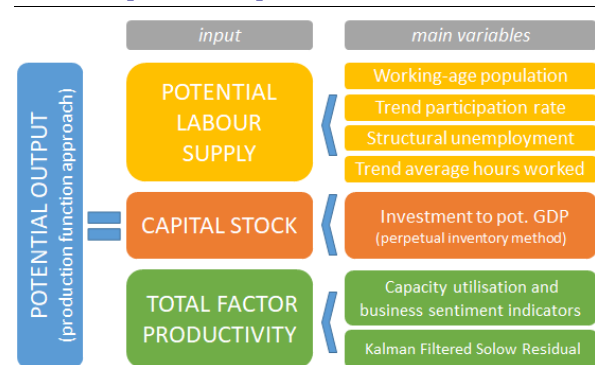 input
main variables
POTENTIAL OUTPUT
(production function approach)
POTENTIAL
LABOUR
SUPPLY
Working-age population
Trend participation rate
Structural unemployment
Trend average hours worked
CAPITAL STOCK
Investment to pot. GDP
(perpetual inventory method)
TOTAL FACTOR
PRODUCTIVITY
Capacity utilisation and
business sentiment indicators
Kalman Filtered Solow Residual